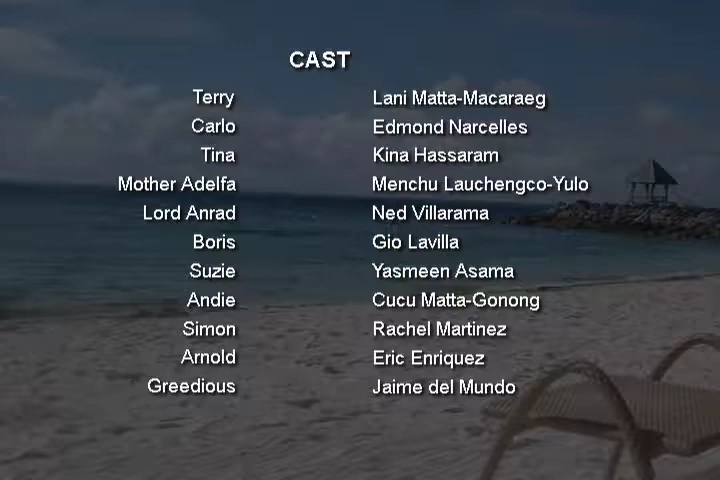 CAST
Terry Lani Matta-Macaraeg
Carlo Edmond Narcelles
Tina Kina Hassaram
Mother Adelfa Menchu Lauchengco-Yulo
Lord Anrad Ned Villarama
Boris Gio Lavilla
Suzie Yasmeen Asama
Andie Cucu Matta-Gonong
Simon Rachel Martinez
Arnold Eric Enriquez
Greedious Jaime del Mundo